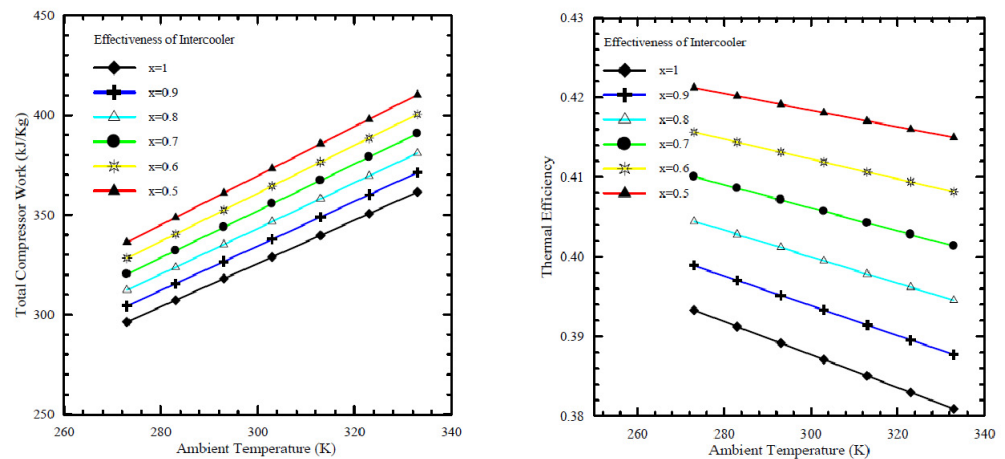 450
400
350
300
250
Total Compressor Work (kJ/Kg)
Effectiveness of Intercooler
x=1
x=0.9
x=0.8
x=0.7
x=0.6
x=0.5
260
280
300
320
340
Ambient Temperature (K)
0.43
0.42
0.41
0.40
0.39
0.38
Thermal Efficiency
Effectiveness of Intercooler
x=1
x=0.9
x=0.8
x=0.7
x=0.6
x=0.5
260
280
300
320
340
Ambient Temperature (K)